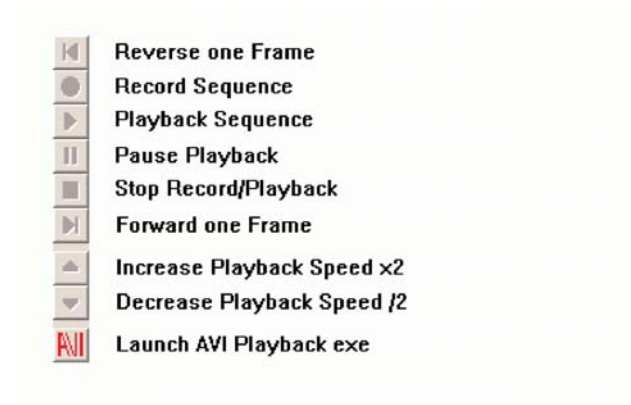 Reverse one Frame
Record Sequence
Playback Sequence
Pause Playback
Stop Record/Playback
Forward one Frame
Increase Playback Speed x2
Decrease Playback Speed /2
AVI Launch AVI Playback exe